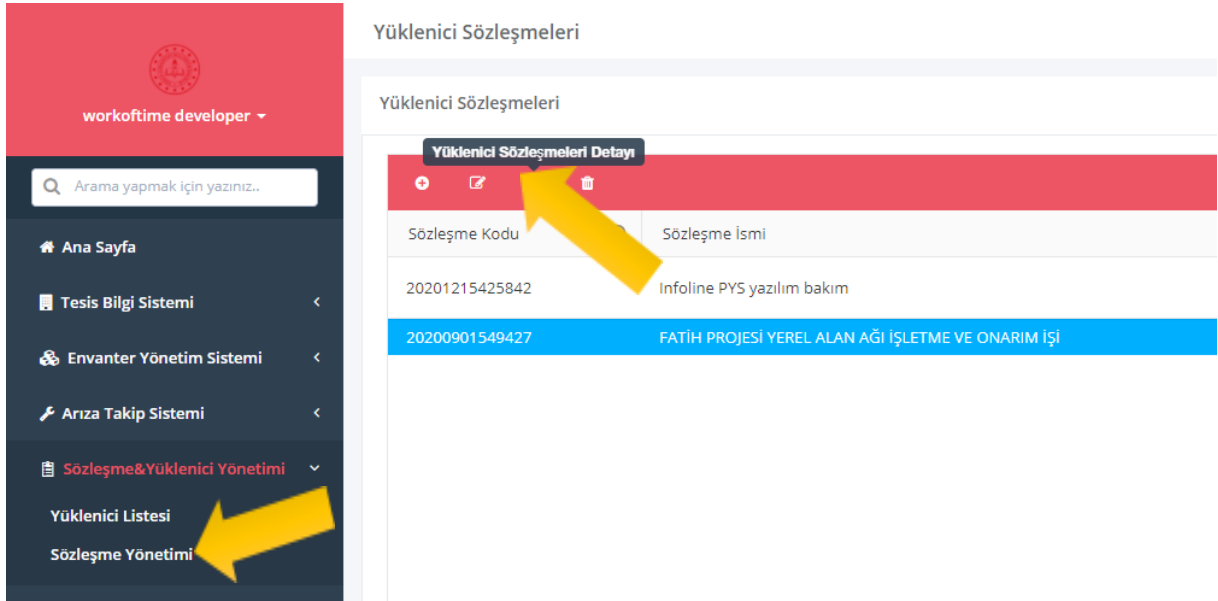 Yüklenici Sözleşmeleri
workoftime developer
Yüklenici Sözleşmeleri
Yüklenici Sözleşmeleri Detayı
Arama yapmak için yazınız..
Sözleşme Kodu
Sözleşme İsmi
Ana Sayfa
20201215425842
Infoline PYS yazılım bakım
Tesis Bilgi Sistemi
20200901549427
FATİH PROJESİ YEREL ALAN AĞI İŞLETME VE ONARIM İŞİ
Envanter Yönetim Sistemi
Arıza Takip Sistemi
Sözleşme&Yüklenici Yönetimi
Yüklenici Listesi
Sözleşme Yönetimi